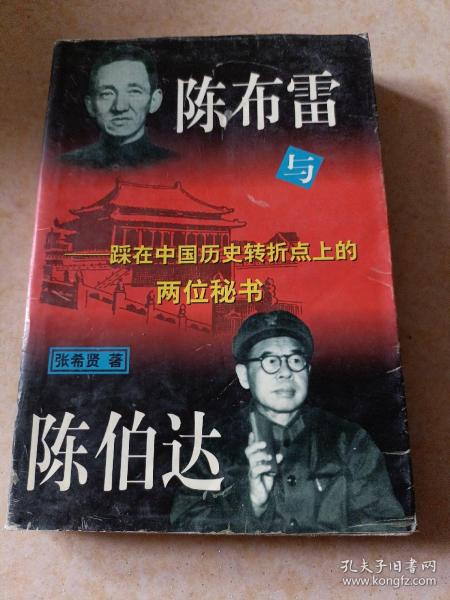 陈布雷
与
——踩在中国历史转折点上的
两位秘书
张希贤 著
陈伯达
孔夫子旧书网
www.kongfz.com